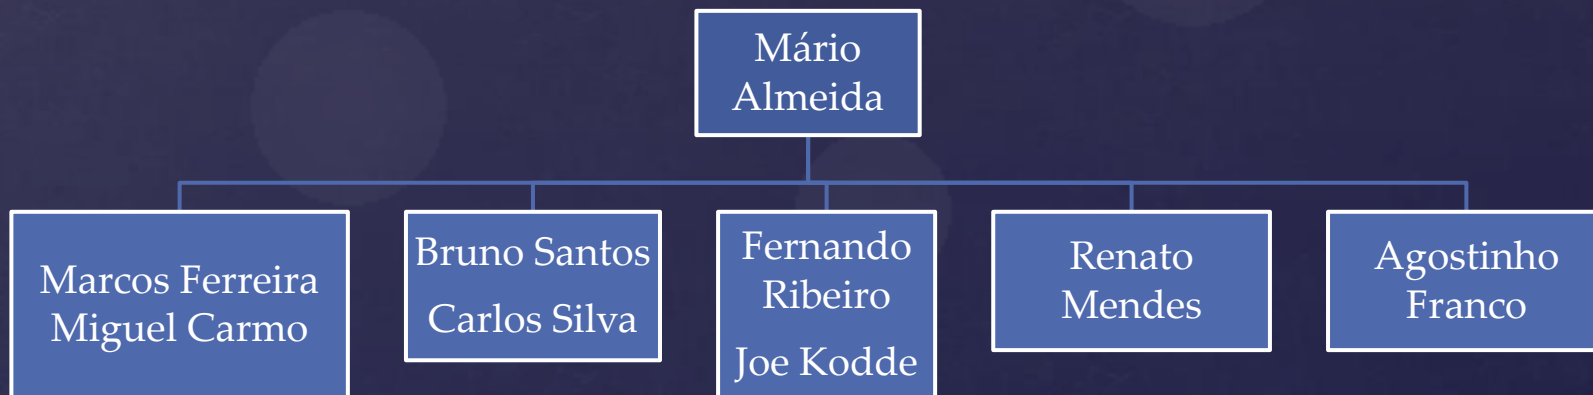 Mário
Almeida
Marcos Ferreira
Miguel Carmo
Bruno Santos
Carlos Silva
Fernando
Ribeiro
Joe Kodde
Renato
Mendes
Agostinho
Franco